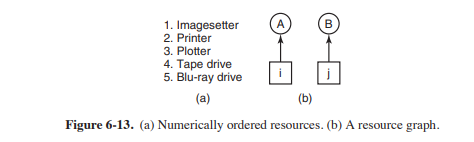 1. Imagesetter
2. Printer
3. Plotter
4. Tape drive
5. Blu-ray drive
(a)
A
B
i
j
(b)
Figure 6-13. (a) Numerically ordered resources. (b) A resource graph.